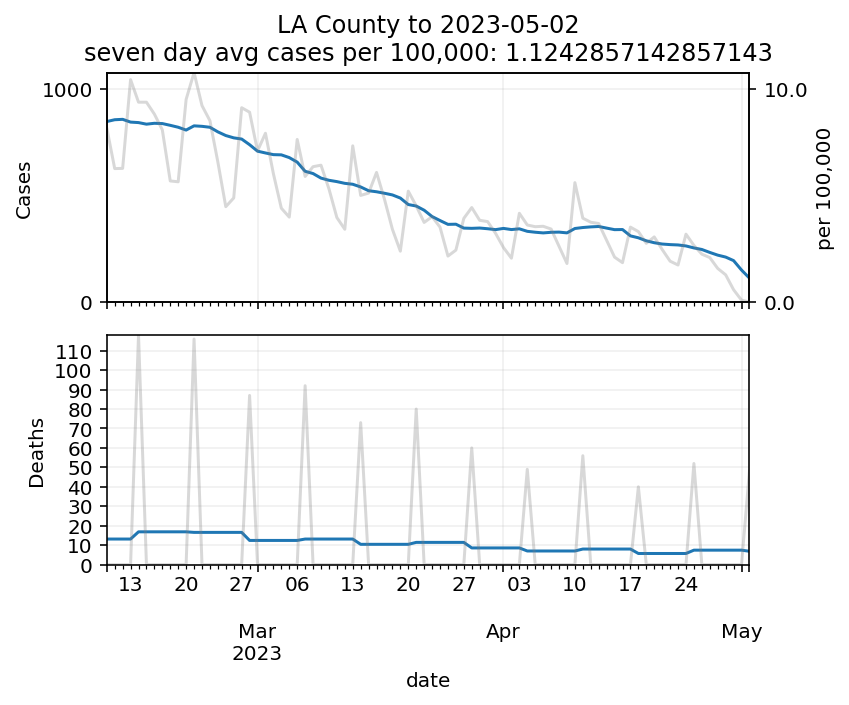 LA County to 2023-05-02
seven day avg cases per 100,000: 1.1242857142857143
1000
0
Cases
10.0
0.0
per 100,000
110
100
90
80
70
60
50
40
30
20
10
0
Deaths
13 20 27 06 13 20 27 03 10 17 24
Mar Apr May
2023
date